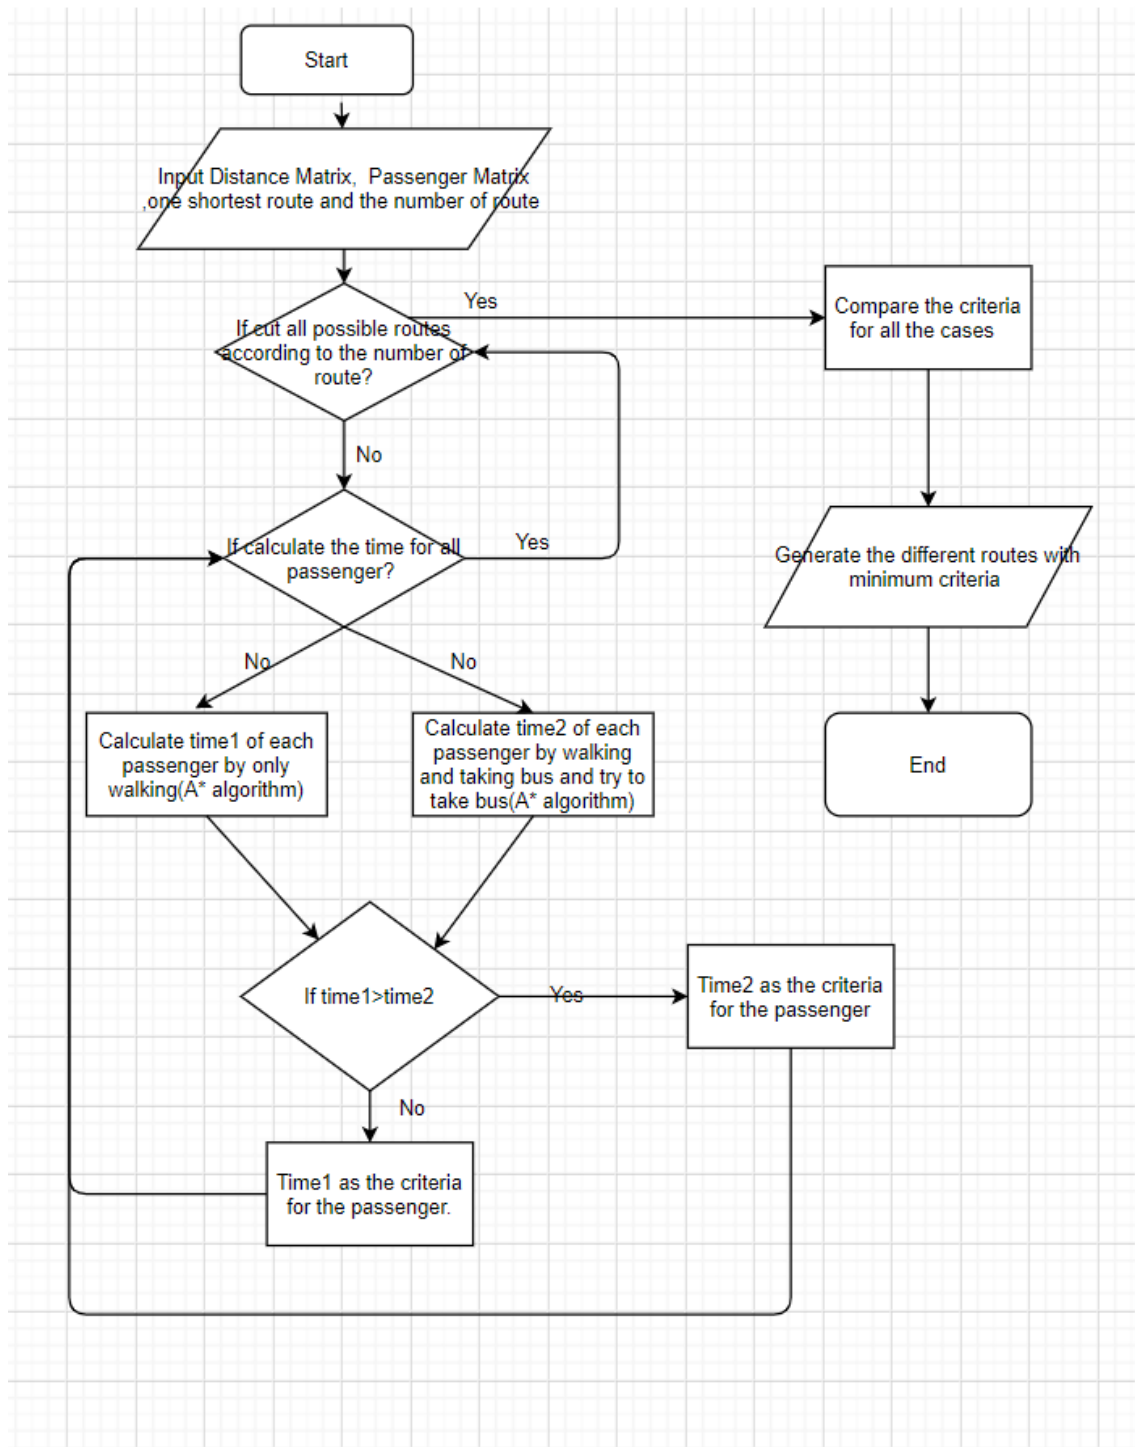 Start
Input Distance Matrix,  Passenger Matrix
,one shortest route and the number of route
If cut all possible routes
according to the number of
route?
Yes
Compare the criteria
for all the cases
No
If calculate the time for all
passenger?
Yes
Generate the different routes with
minimum criteria
No
No
Calculate time1 of each
passenger by only
walking(A* algorithm)
Calculate time2 of each
passenger by walking
and taking bus and try to
take bus(A* algorithm)
End
If time1>time2
Yes
Time2 as the criteria
for the passenger
No
Time1 as the criteria
for the passenger.